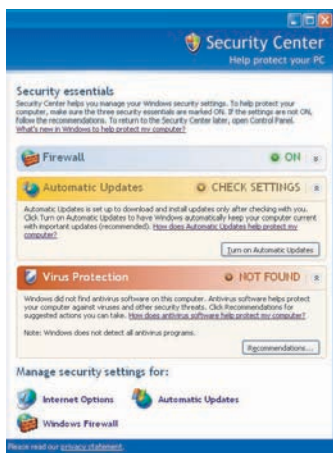 Security Center
Help protect your PC
Security essentials
Security Center helps you manage your Windows security settings. To help protect your
computer, make sure the three security essentials are marked ON. If the settings are not ON,
follow the recommendations. To return to the Security Center later, open Control Panel.
What's new in Windows to help protect my computer?
Firewall ON
Automatic Updates CHECK SETTINGS
Automatic Updates is set up to download and install updates only after checking with you.
Click Turn on Automatic Updates to have Windows automatically keep your computer current
with important updates (recommended). How does Automatic Updates help protect my
computer?
Turn on Automatic Updates
Virus Protection NOT FOUND
Windows did not find antivirus software on this computer. Antivirus software helps protect
your computer against viruses and other security threats. Click Recommendations for
suggested actions you can take. How does antivirus software help protect my computer?
Note: Windows does not detect all antivirus programs.
Recommendations...
Manage security settings for:
Internet Options Automatic Updates
Windows Firewall
Please read our privacy statement.